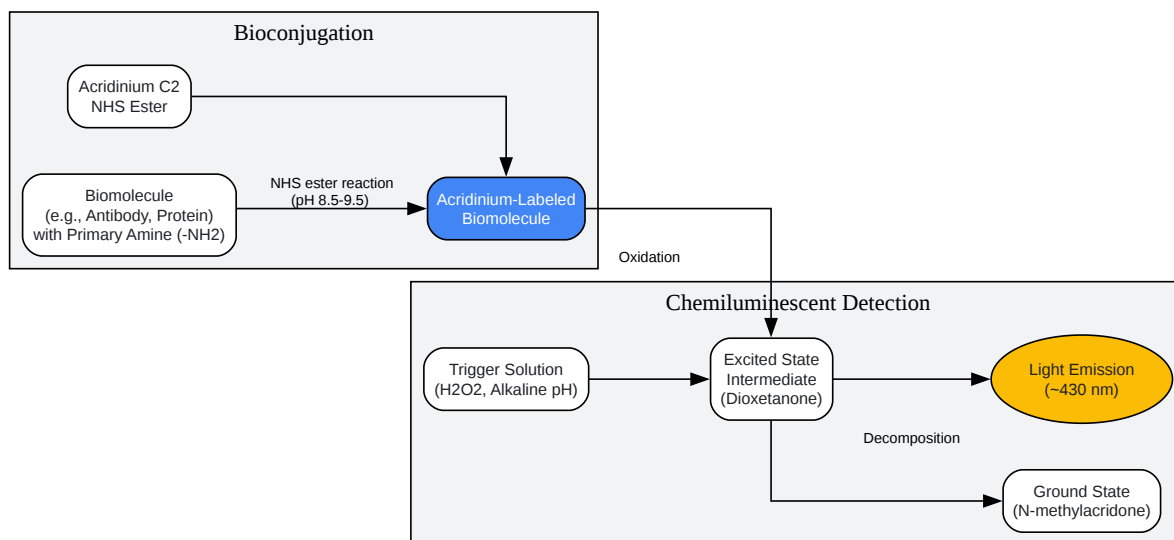 Bioconjugation
Acridinium C2
NHS Ester
Biomolecule
(e.g., Antibody, Protein)
with Primary Amine (-NH2)
NHS ester reaction
(pH 8.5-9.5)
Acridinium-Labeled
Biomolecule
Oxidation
Chemiluminescent Detection
Trigger Solution
(H2O2, Alkaline pH)
Excited State
Intermediate
(Dioxetanone)
Light Emission
(~430 nm)
Decomposition
Ground State
(N-methylacridone)